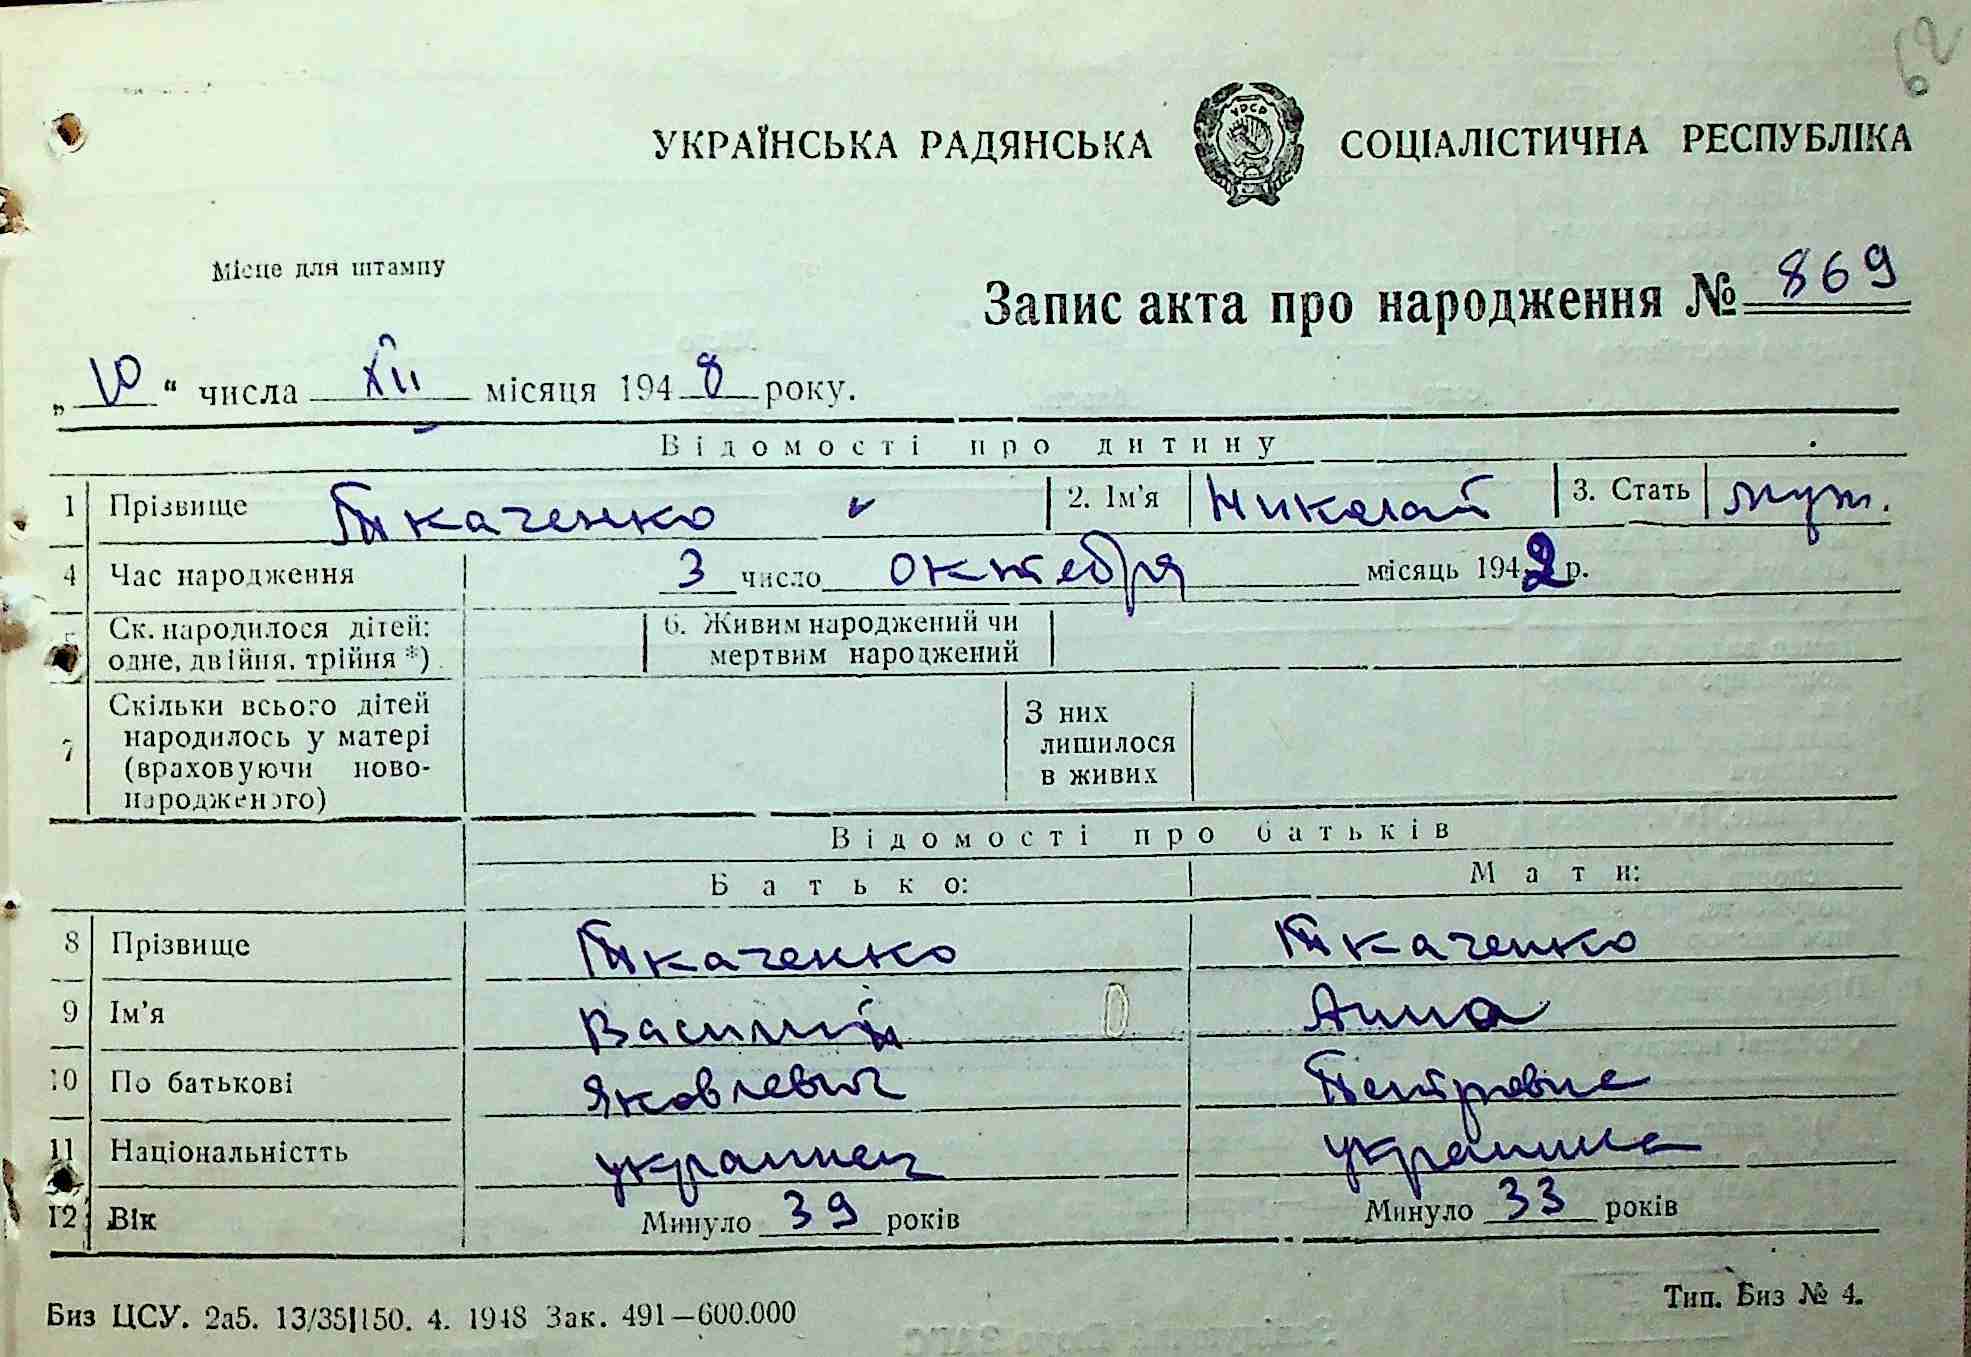 62
УКРАЇНСЬКА РАДЯНСЬКА УРСР СОЦІАЛІСТИЧНА РЕСПУБЛІКА
Місце для штампу
Запис акта про народження № 869
„10“ числа XII місяця 1948 року.
Відомості про дитину
1 Прізвище Ткаченко 2. Ім’я Николай 3. Стать муж.
4 Час народження 3 число октября місяць 1942 р.
5 Ск. народилося дітей: 6. Живим народжений чи
одне, двійня, трійня *) мертвим народжений
Скільки всього дітей З них
7 народилось у матері лишилося
(враховуючи ново- в живих
народженого)
Відомості про батьків
Батько: Мати:
8 Прізвище Ткаченко Ткаченко
9 Ім’я Василий Анна
10 По батькові Яковлевич Петровна
11 Національністть украинец украинка
12 Вік Минуло 39 років Минуло 33 років
Биз ЦСУ. 2а5. 13/35|150. 4. 1948 Зак. 491—600.000 Тип. Биз № 4.